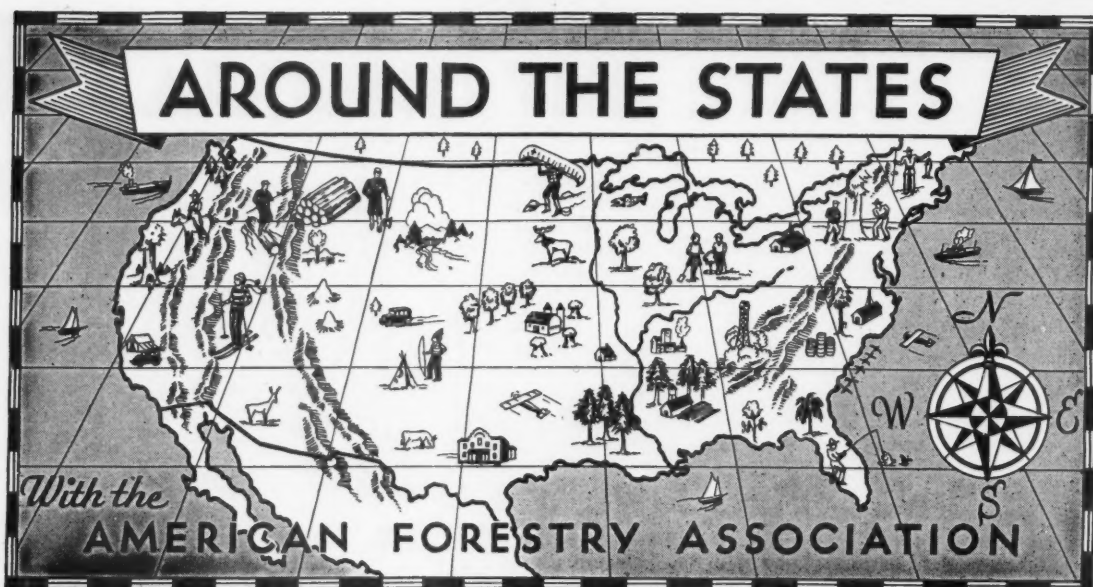 AROUND THE STATES
N
W E
S
With the
AMERICAN FORESTRY ASSOCIATION